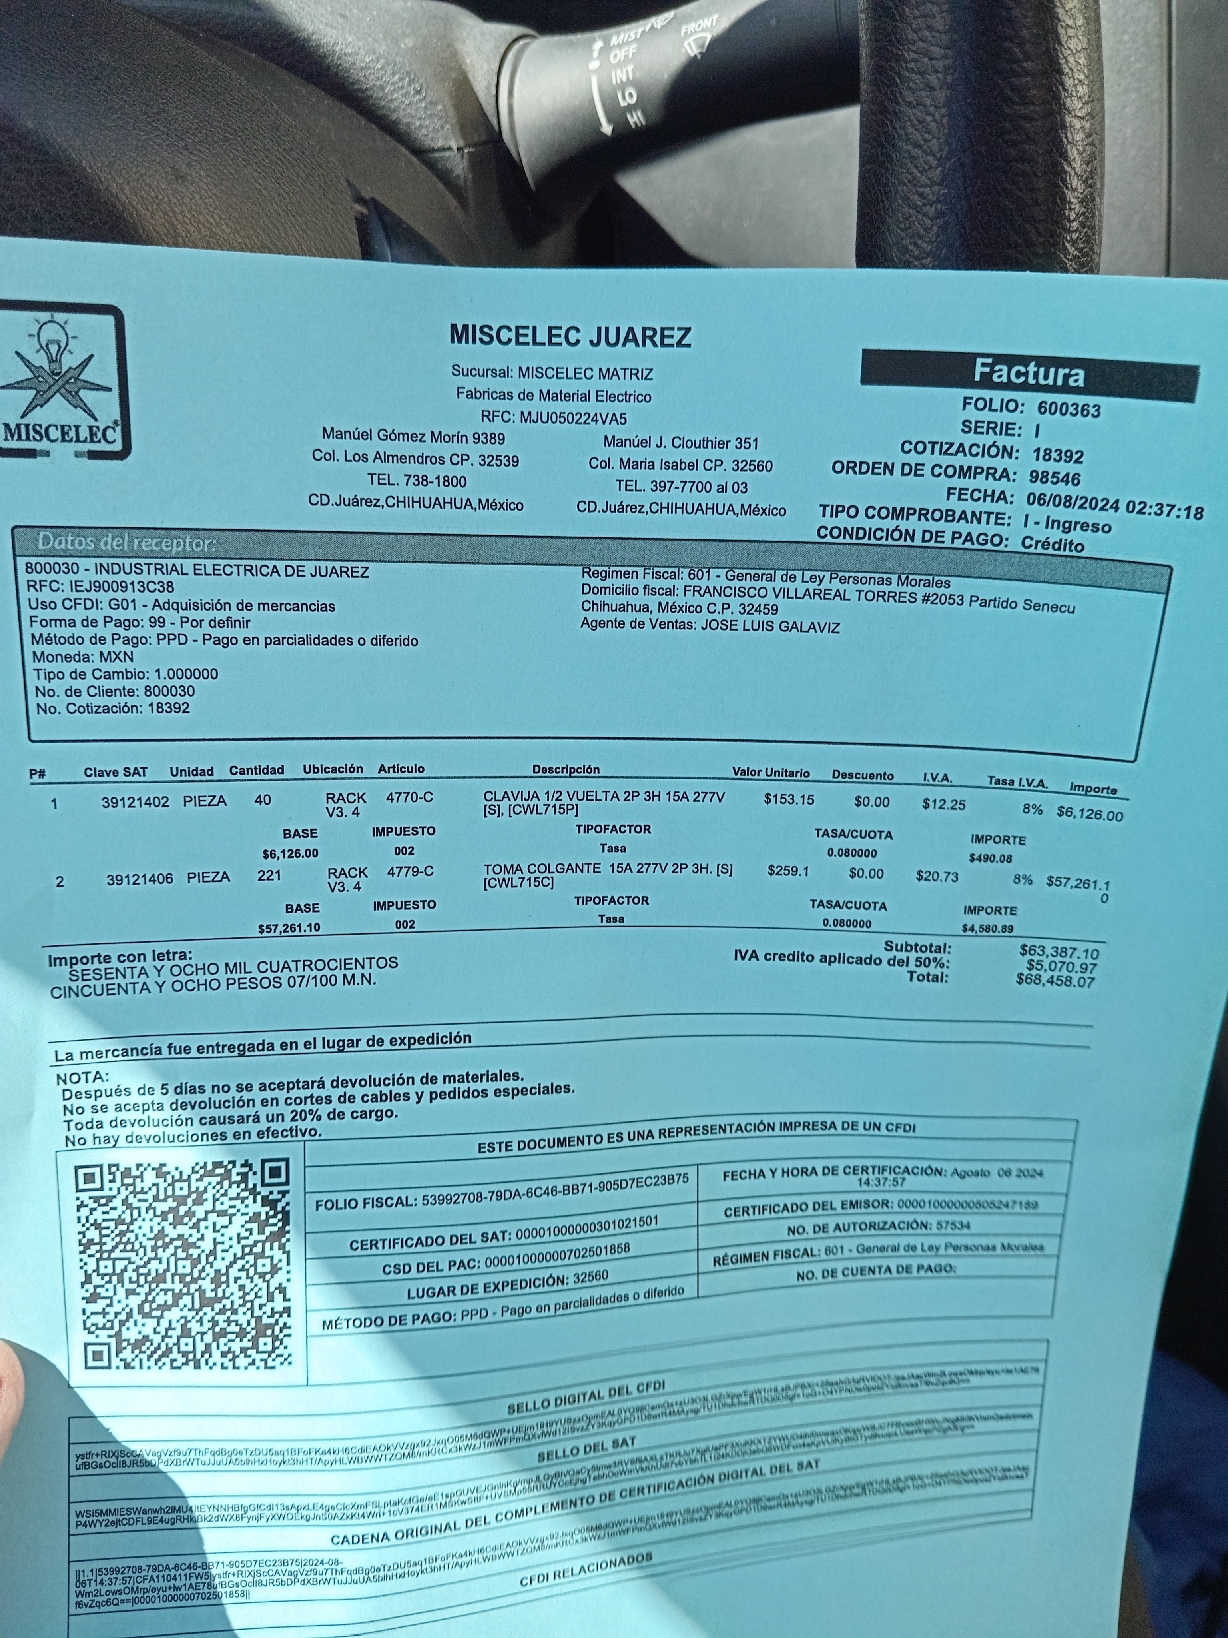 MIST
FRONT
OFF
INT
LO
HI
MISCELEC
MISCELEC JUAREZ
Sucursal: MISCELEC MATRIZ
Fabricas de Material Electrico
RFC: MJU050224VA5
Manúel Gómez Morín 9389
Col. Los Almendros CP. 32539
TEL. 738-1800
CD.Juárez,CHIHUAHUA,México
Manúel J. Clouthier 351
Col. Maria Isabel CP. 32560
TEL. 397-7700 al 03
CD.Juárez,CHIHUAHUA,México
Factura
FOLIO: 600363
SERIE: I
COTIZACIÓN: 18392
ORDEN DE COMPRA: 98546
FECHA: 06/08/2024 02:37:18
TIPO COMPROBANTE: I - Ingreso
CONDICIÓN DE PAGO: Crédito
Datos del receptor:
800030 - INDUSTRIAL ELECTRICA DE JUAREZ
RFC: IEJ900913C38
Uso CFDI: G01 - Adquisición de mercancias
Forma de Pago: 99 - Por definir
Método de Pago: PPD - Pago en parcialidades o diferido
Moneda: MXN
Tipo de Cambio: 1.000000
No. de Cliente: 800030
No. Cotización: 18392
Regimen Fiscal: 601 - General de Ley Personas Morales
Domicilio fiscal: FRANCISCO VILLAREAL TORRES #2053 Partido Senecu
Chihuahua, México C.P. 32459
Agente de Ventas: JOSE LUIS GALAVIZ
P# Clave SAT Unidad Cantidad Ubicación Articulo Descripción Valor Unitario Descuento I.V.A. Tasa I.V.A. Importe
1 39121402 PIEZA 40 RACK 4770-C CLAVIJA 1/2 VUELTA 2P 3H 15A 277V $153.15 $0.00 $12.25 8% $6,126.00
V3. 4 [S], [CWL715P]
BASE IMPUESTO TIPOFACTOR TASA/CUOTA IMPORTE
$6,126.00 002 Tasa 0.080000 $490.08
2 39121406 PIEZA 221 RACK 4779-C TOMA COLGANTE 15A 277V 2P 3H. [S] $259.1 $0.00 $20.73 8% $57,261.1
V3. 4 [CWL715C] 0
BASE IMPUESTO TIPOFACTOR TASA/CUOTA IMPORTE
$57,261.10 002 Tasa 0.080000 $4,580.89
Importe con letra:
SESENTA Y OCHO MIL CUATROCIENTOS
CINCUENTA Y OCHO PESOS 07/100 M.N.
Subtotal: $63,387.10
IVA credito aplicado del 50%: $5,070.97
Total: $68,458.07
La mercancía fue entregada en el lugar de expedición
NOTA:
Después de 5 días no se aceptará devolución de materiales.
No se acepta devolución en cortes de cables y pedidos especiales.
Toda devolución causará un 20% de cargo.
No hay devoluciones en efectivo.
ESTE DOCUMENTO ES UNA REPRESENTACIÓN IMPRESA DE UN CFDI
FOLIO FISCAL: 53992708-79DA-6C46-BB71-905D7EC23B75
CERTIFICADO DEL SAT: 00001000000301021501
CSD DEL PAC: 00001000000702501858
LUGAR DE EXPEDICIÓN: 32560
MÉTODO DE PAGO: PPD - Pago en parcialidades o diferido
FECHA Y HORA DE CERTIFICACIÓN: Agosto 06 2024
14:37:57
CERTIFICADO DEL EMISOR: 00001000000505247189
NO. DE AUTORIZACIÓN: 57534
RÉGIMEN FISCAL: 601 - General de Ley Personas Morales
NO. DE CUENTA DE PAGO:
SELLO DIGITAL DEL CFDI
SELLO DEL SAT
CADENA ORIGINAL DEL COMPLEMENTO DE CERTIFICACIÓN DIGITAL DEL SAT
||1.1|53992708-79DA-6C46-BB71-905D7EC23B75|2024-08-
CFDI RELACIONADOS